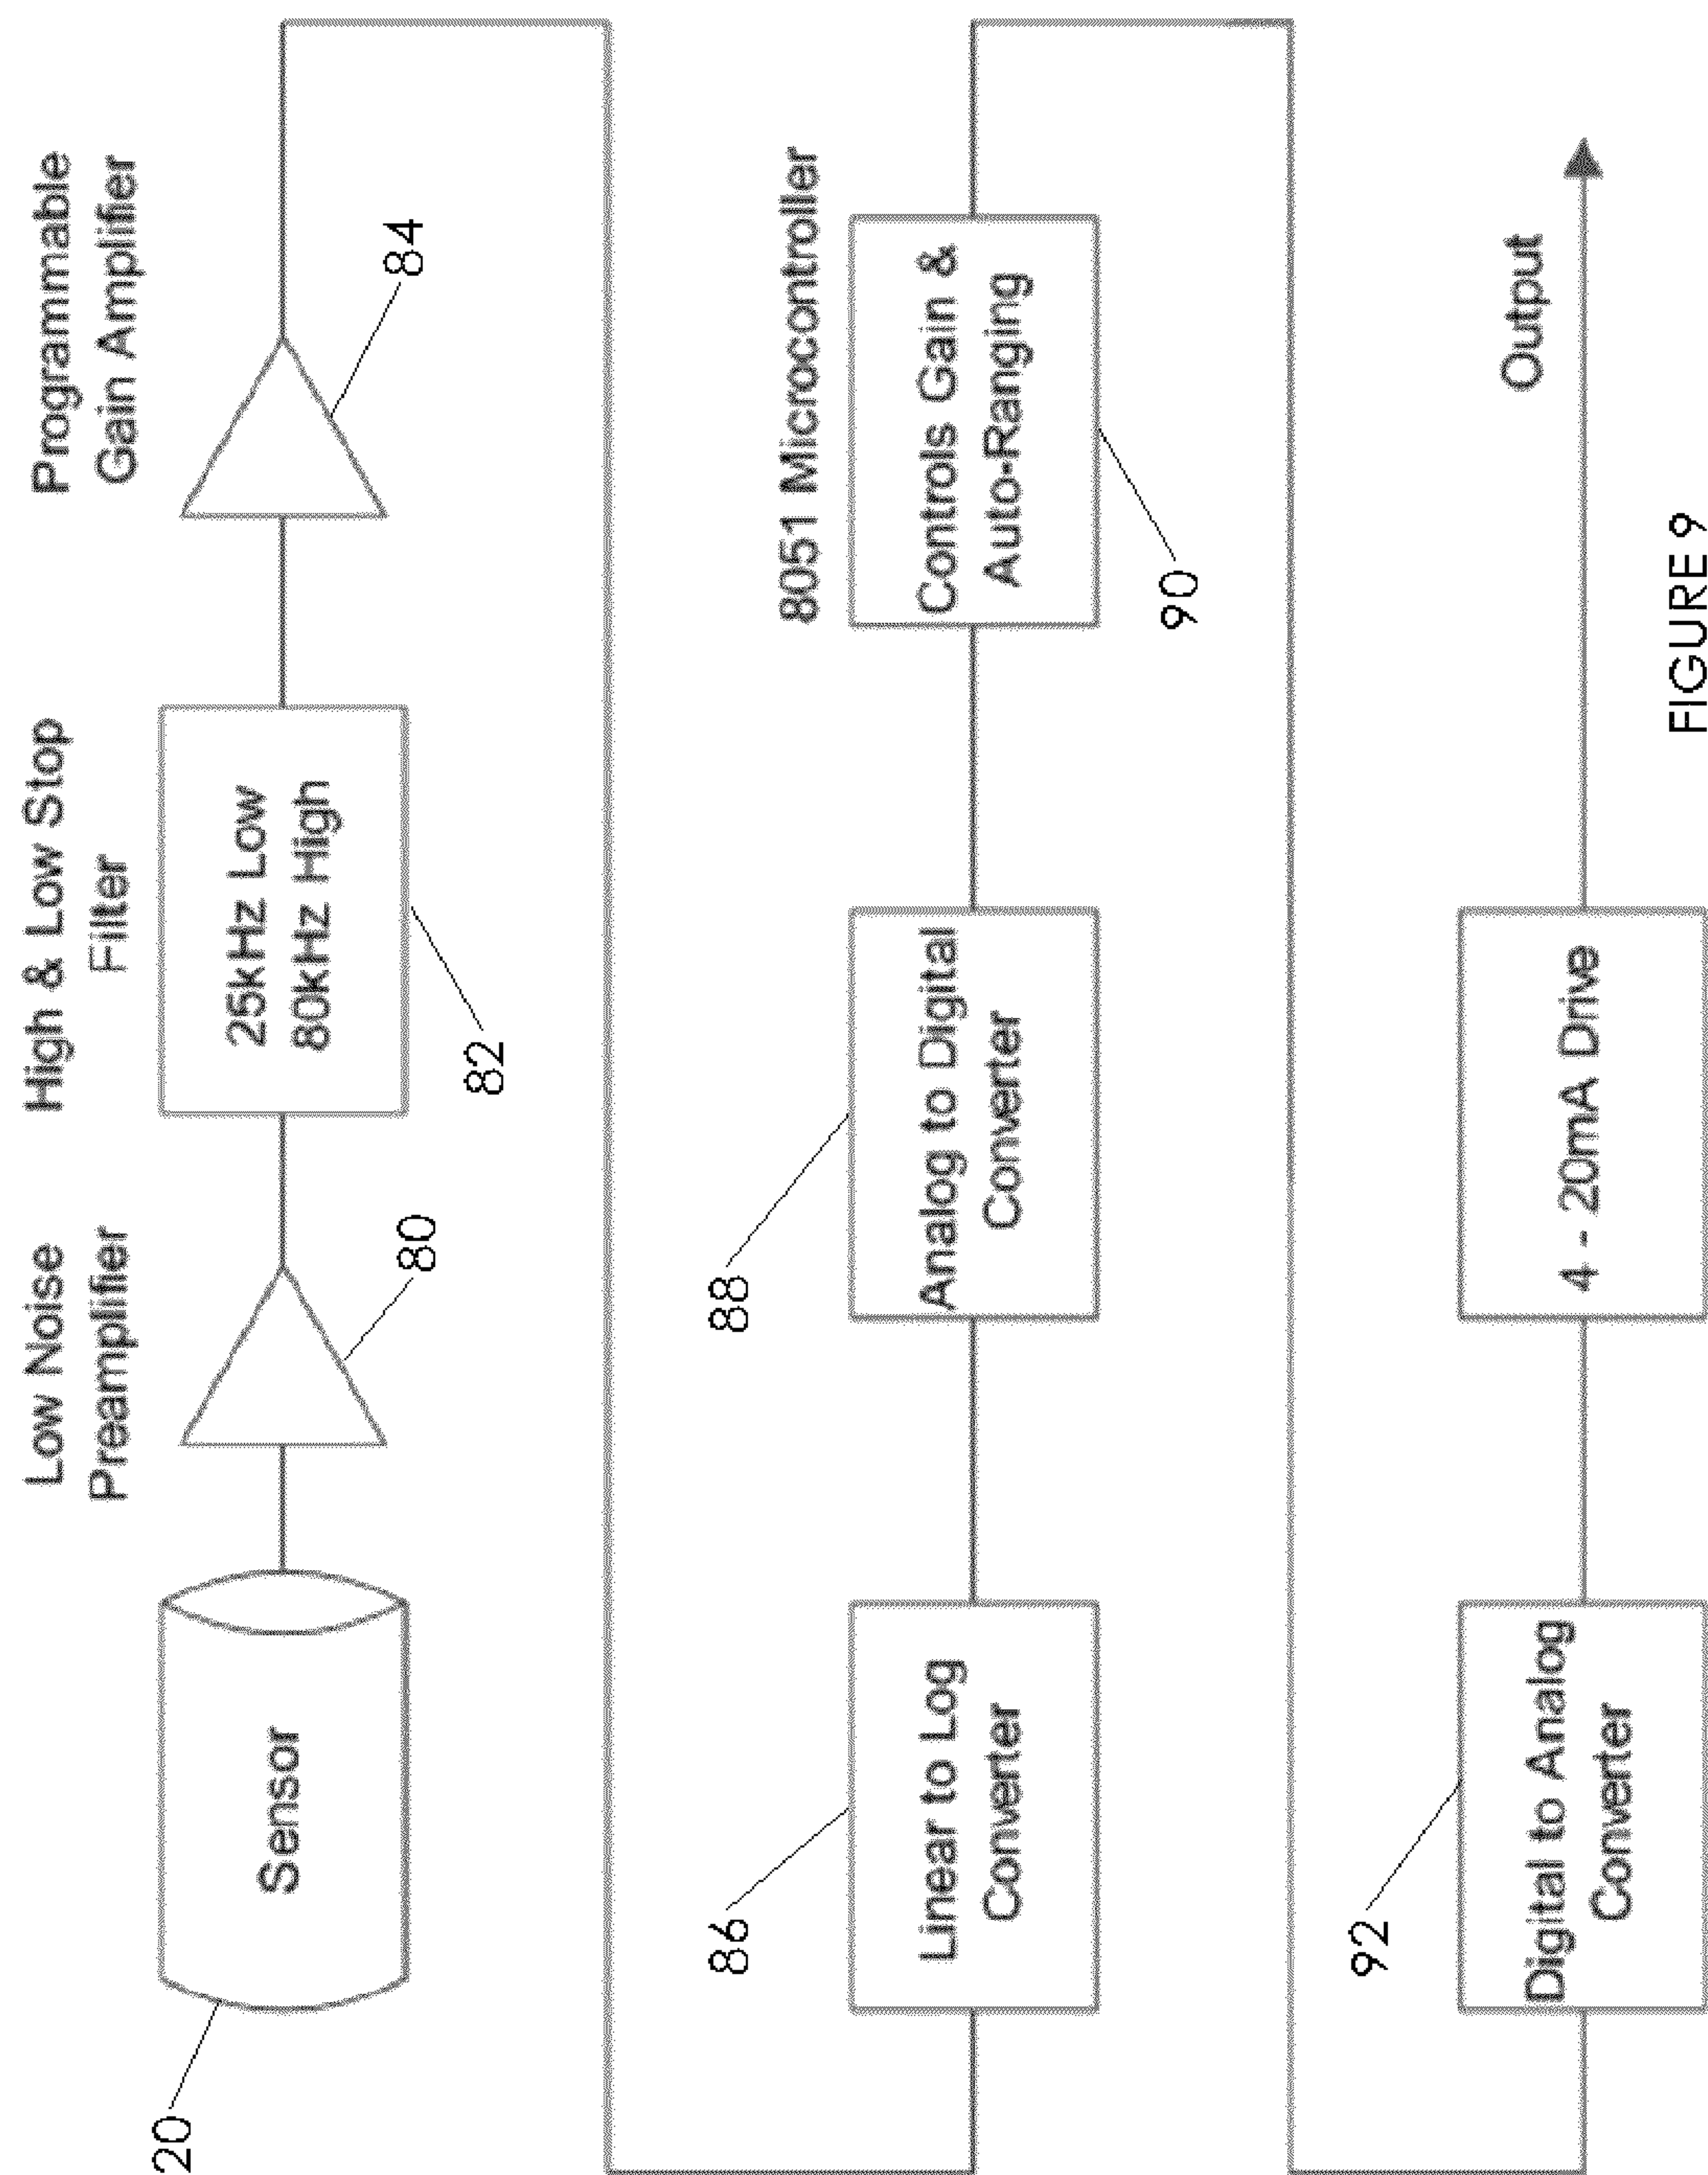 Low Noise
Preamplifier
High & Low Stop
Filter
Programmable
Gain Amplifier
Sensor
25kHz Low
80kHz High
20
80
82
84
8051 Microcontroller
86
88
Linear to Log
Converter
Analog to Digital
Converter
Controls Gain &
Auto-Ranging
90
92
Output
Digital to Analog
Converter
4 - 20mA Drive
FIGURE 9